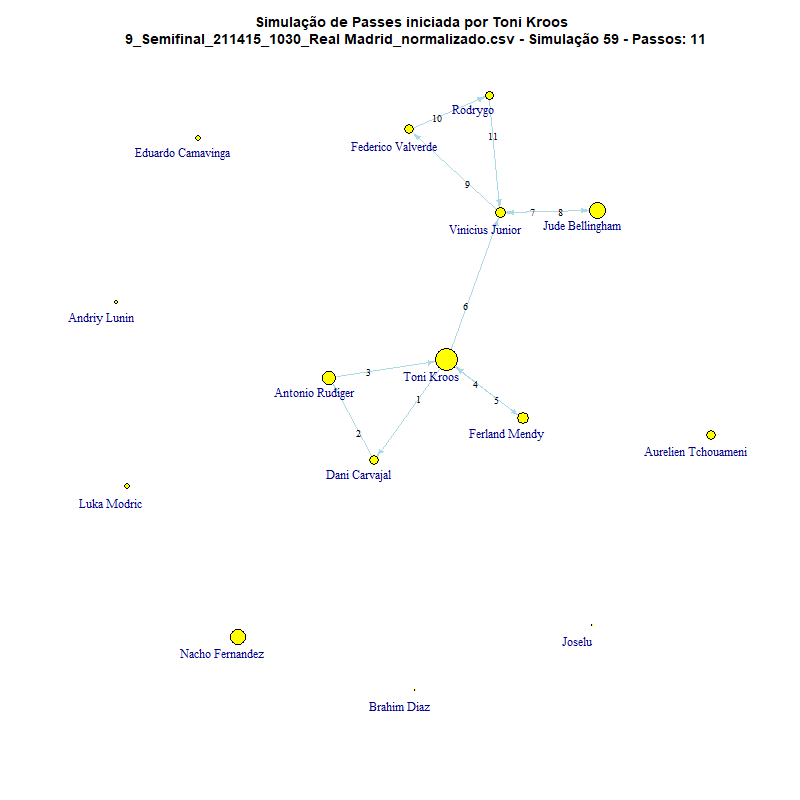 Simulação de Passes iniciada por Toni Kroos
9_Semifinal_211415_1030_Real Madrid_normalizado.csv - Simulação 59 - Passos: 11
Rodrygo
10
11
Eduardo Camavinga
Federico Valverde
9
7
8
Vinicius Junior
Jude Bellingham
Andriy Lunin
6
3
Toni Kroos
4
Antonio Rudiger
1
5
2
Ferland Mendy
Aurelien Tchouameni
Dani Carvajal
Luka Modric
Joselu
Nacho Fernandez
Brahim Diaz